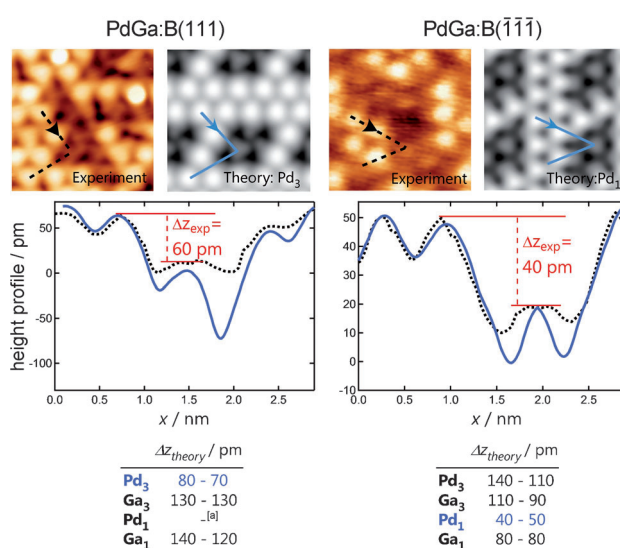 PdGa:B(111) PdGa:B(1̄1̄1̄)
Experiment Theory: Pd₃ Experiment Theory:Pd₁
height profile / pm
50
0
-50
-100
Δz_exp=
60 pm
0.0 0.5 1.0 1.5 2.0 2.5
x / nm
50
40
30
20
10
0
-10
Δz_exp=
40 pm
0.0 0.5 1.0 1.5 2.0 2.5
x / nm
Δz_theory / pm
Pd₃ 80 - 70
Ga₃ 130 - 130
Pd₁ -[a]
Ga₁ 140 - 120
Δz_theory / pm
Pd₃ 140 - 110
Ga₃ 110 - 90
Pd₁ 40 - 50
Ga₁ 80 - 80